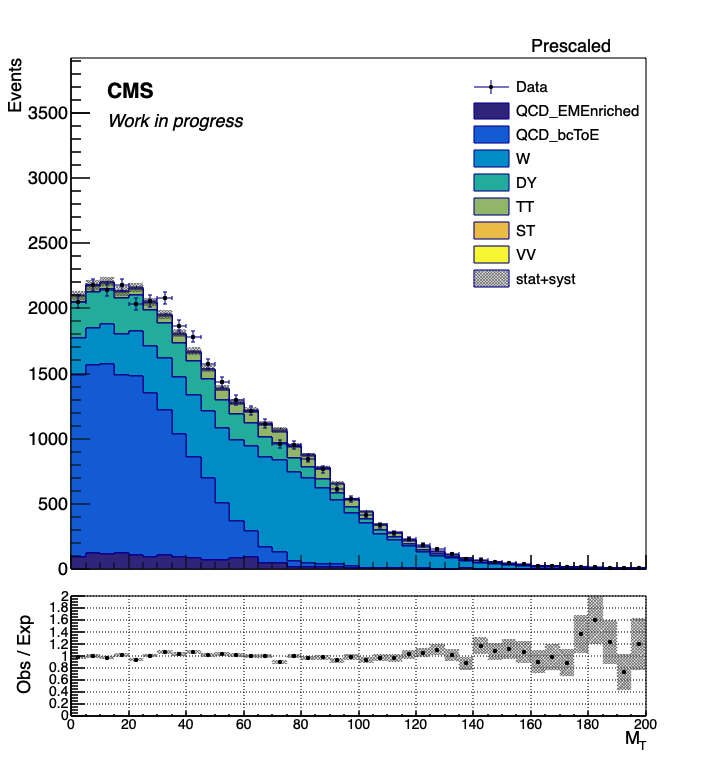 Prescaled
Events
CMS
Work in progress
Data
QCD_EMEnriched
QCD_bcToE
W
DY
TT
ST
VV
stat+syst
3500
3000
2500
2000
1500
1000
500
0
Obs / Exp
2
1.8
1.6
1.4
1.2
1
0.8
0.6
0.4
0.2
0
0 20 40 60 80 100 120 140 160 180 200
M_T